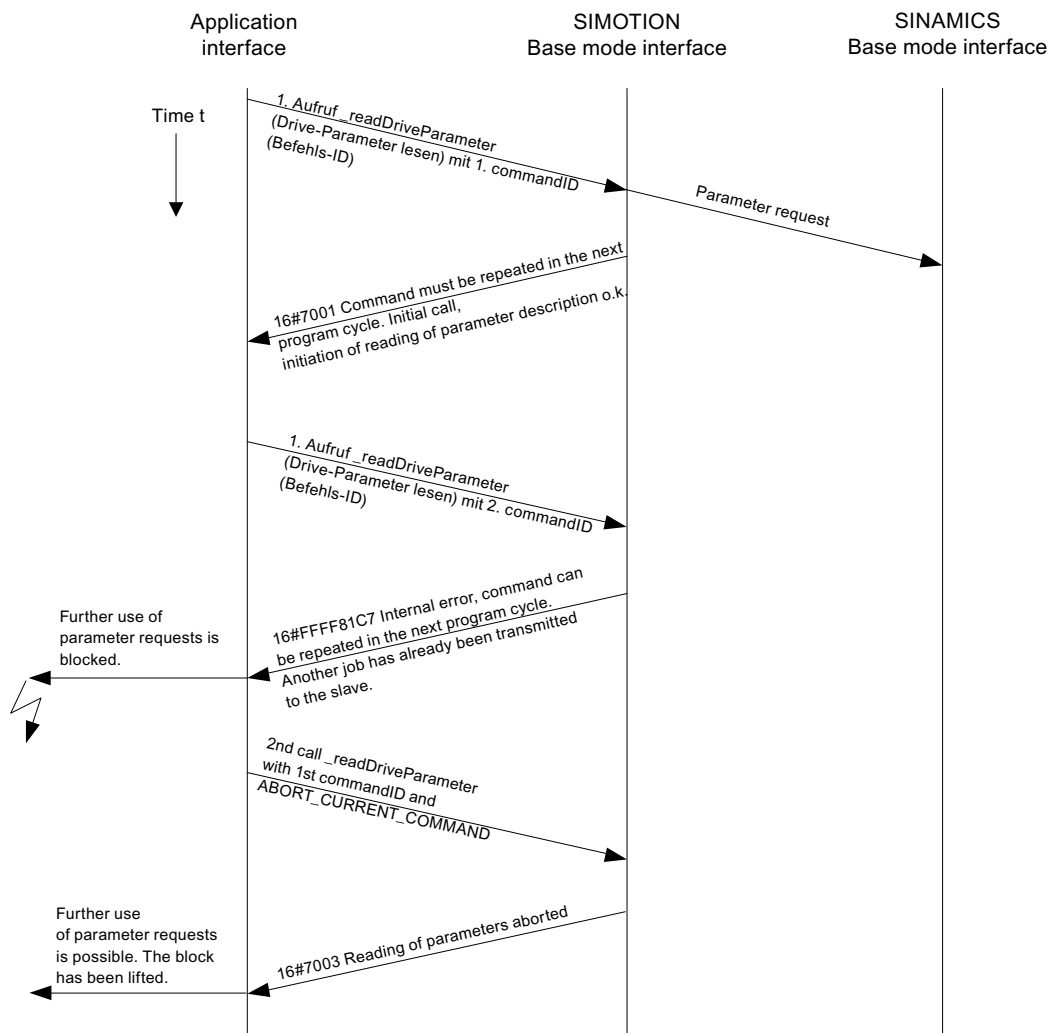 Application
interface
SIMOTION
Base mode interface
SINAMICS
Base mode interface
Time t
1. Aufruf _readDriveParameter
(Drive-Parameter lesen) mit 1. commandID
(Befehls-ID)
Parameter request
16#7001 Command must be repeated in the next
program cycle. Initial call,
initiation of reading of parameter description o.k.
1. Aufruf _readDriveParameter
(Drive-Parameter lesen) mit 2. commandID
(Befehls-ID)
16#FFFF81C7 Internal error, command can
be repeated in the next program cycle.
Another job has already been transmitted
to the slave.
Further use of
parameter requests is
blocked.
2nd call _readDriveParameter
with 1st commandID and
ABORT_CURRENT_COMMAND
16#7003 Reading of parameters aborted
Further use
of parameter requests
is possible. The block
has been lifted.